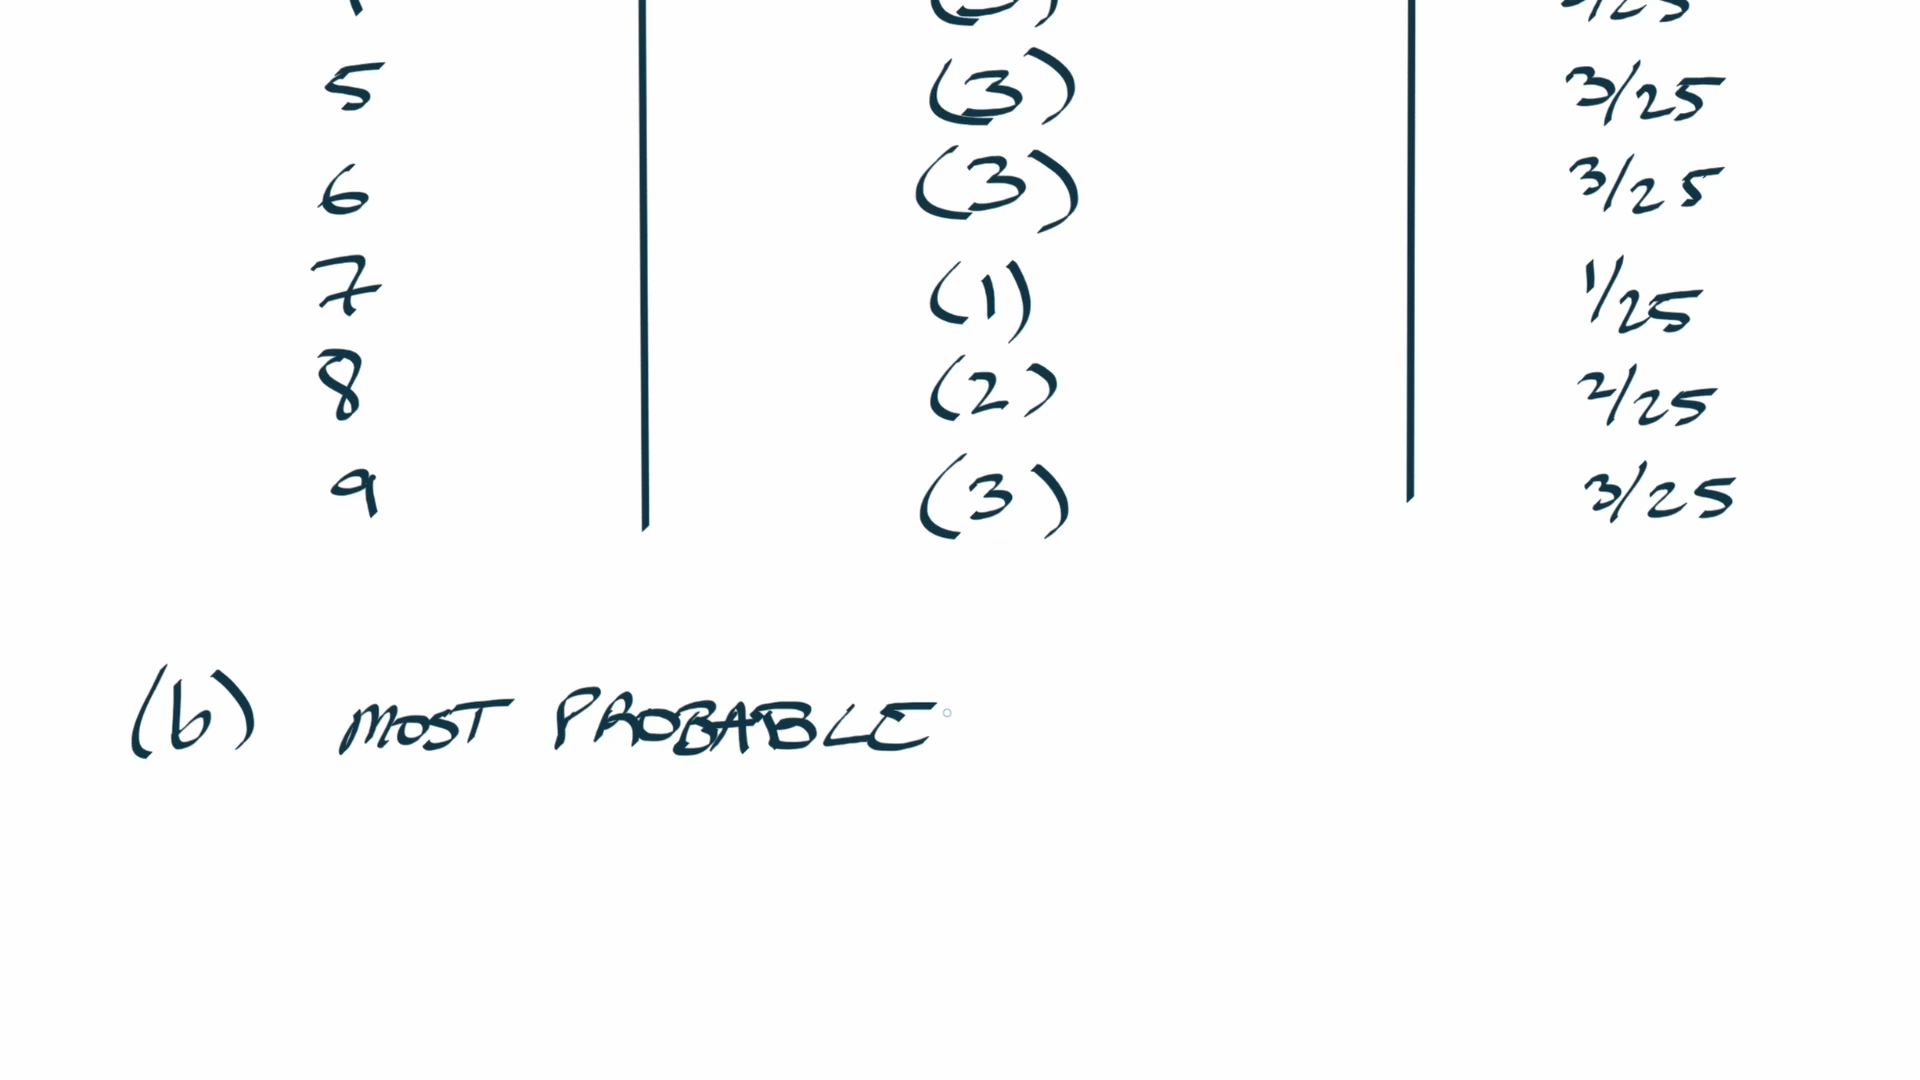 5 (3) 3/25
6 (3) 3/25
7 (1) 1/25
8 (2) 2/25
9 (3) 3/25
(b) MOST PROBABLE